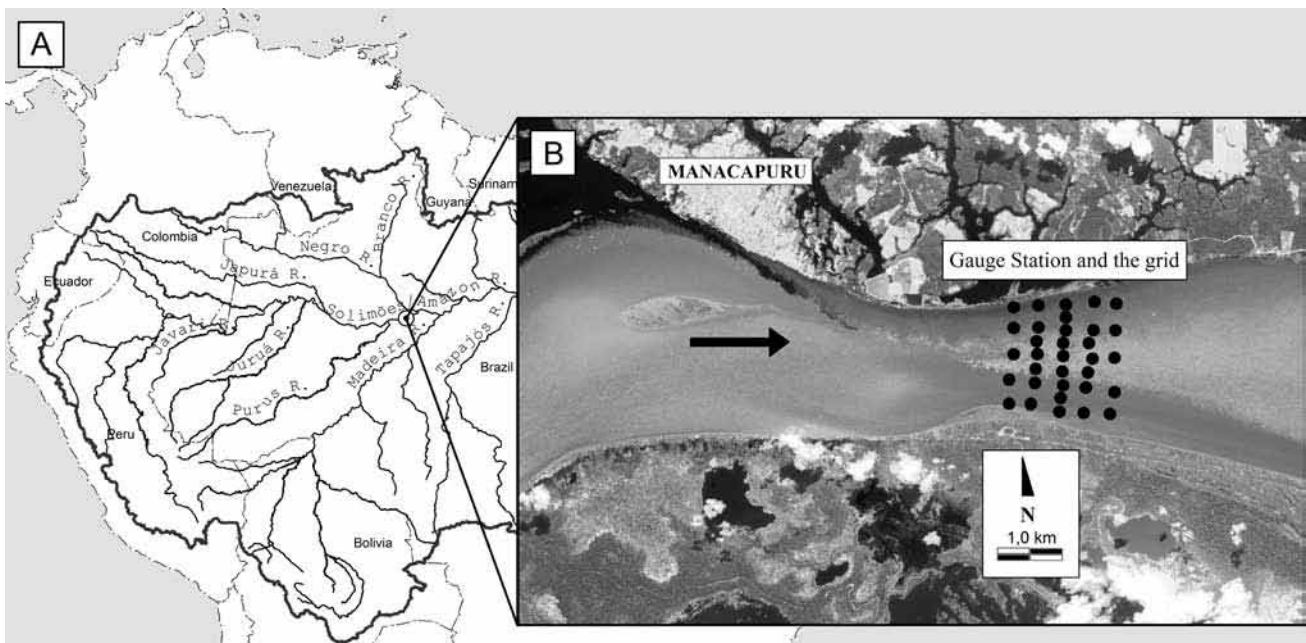 A
Venezuela
Guyana
Surinam
Colombia
Ecuador
Negro
R. Branco R.
Japurá R.
Solimões/Amazon R.
Javari R.
Juruá R.
Purus R.
Madeira R.
Tapajós R.
Brazil
Peru
Bolivia
B
MANACAPURU
Gauge Station and the grid
N
1,0 km